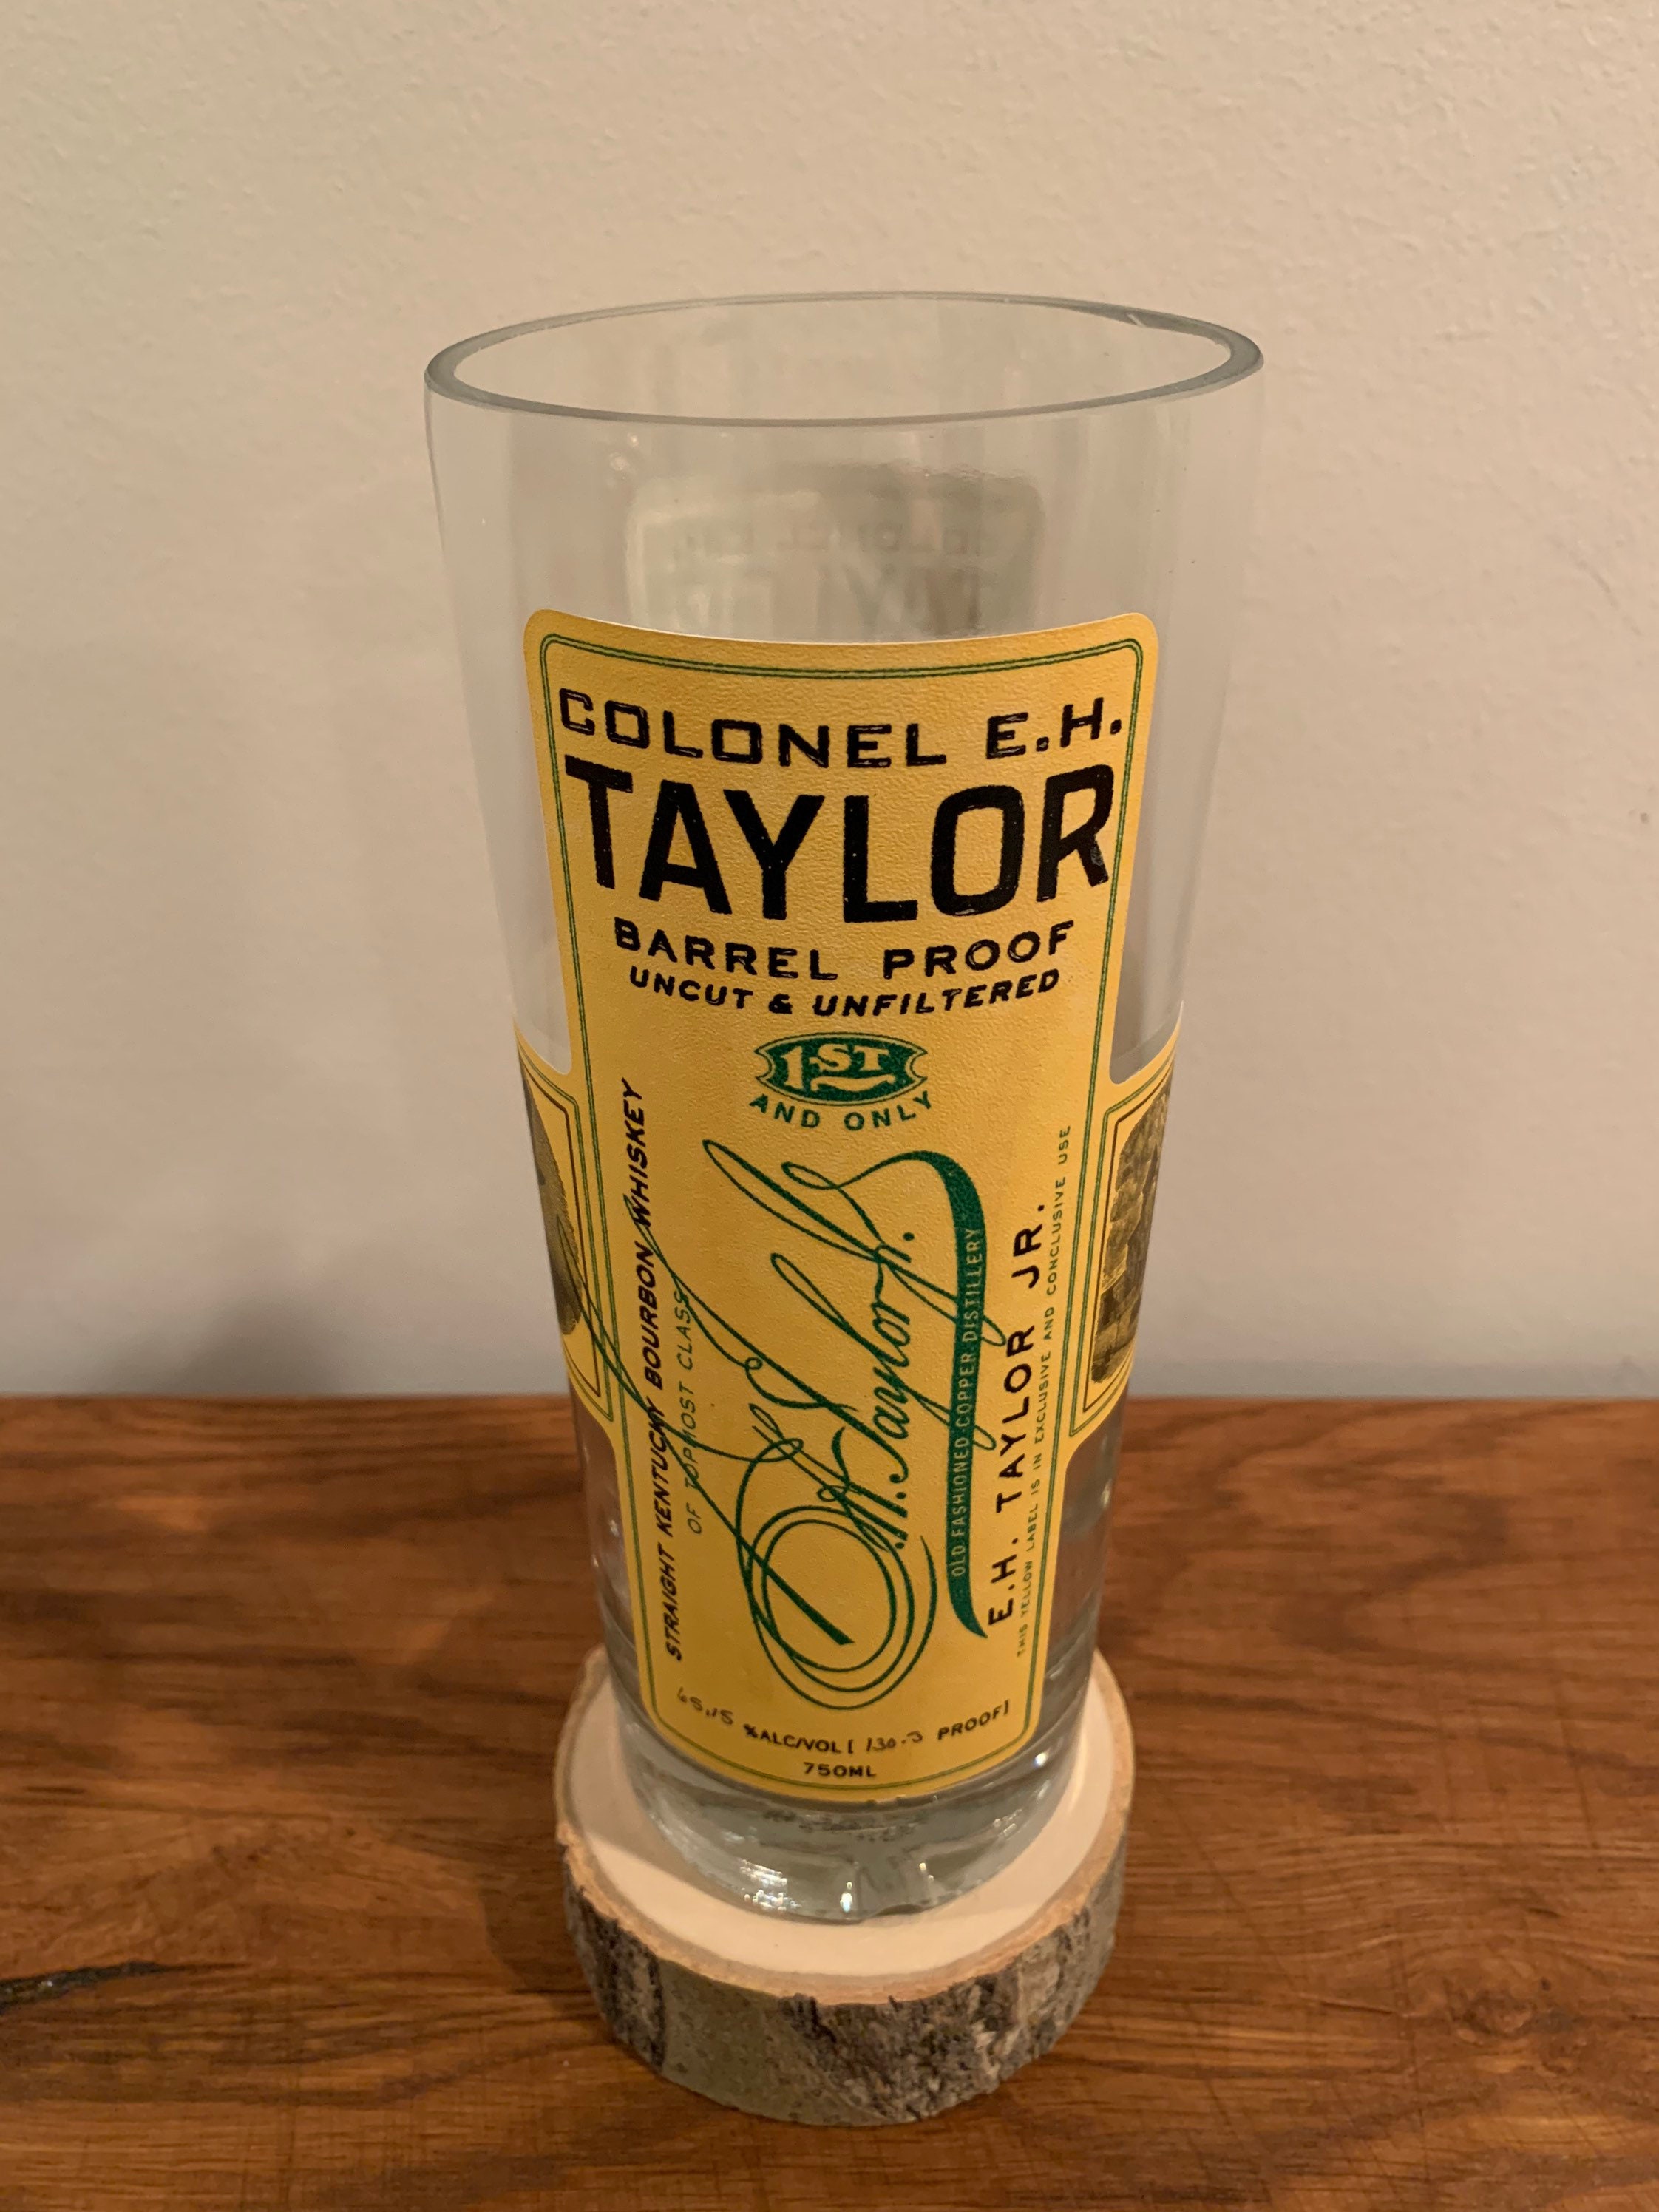 COLONEL E.H.
TAYLOR
BARREL PROOF
UNCUT & UNFILTERED
1ST
AND ONLY
STRAIGHT KENTUCKY BOURBON WHISKEY
OF TOPMOST CLASS
E.H. Taylor, Jr.
OLD FASHIONED COPPER DISTILLERY
E.H. TAYLOR JR.
THIS YELLOW LABEL IS IN EXCLUSIVE AND CONCLUSIVE USE
65.15 %ALC/VOL [ 130.3 PROOF]
750ML